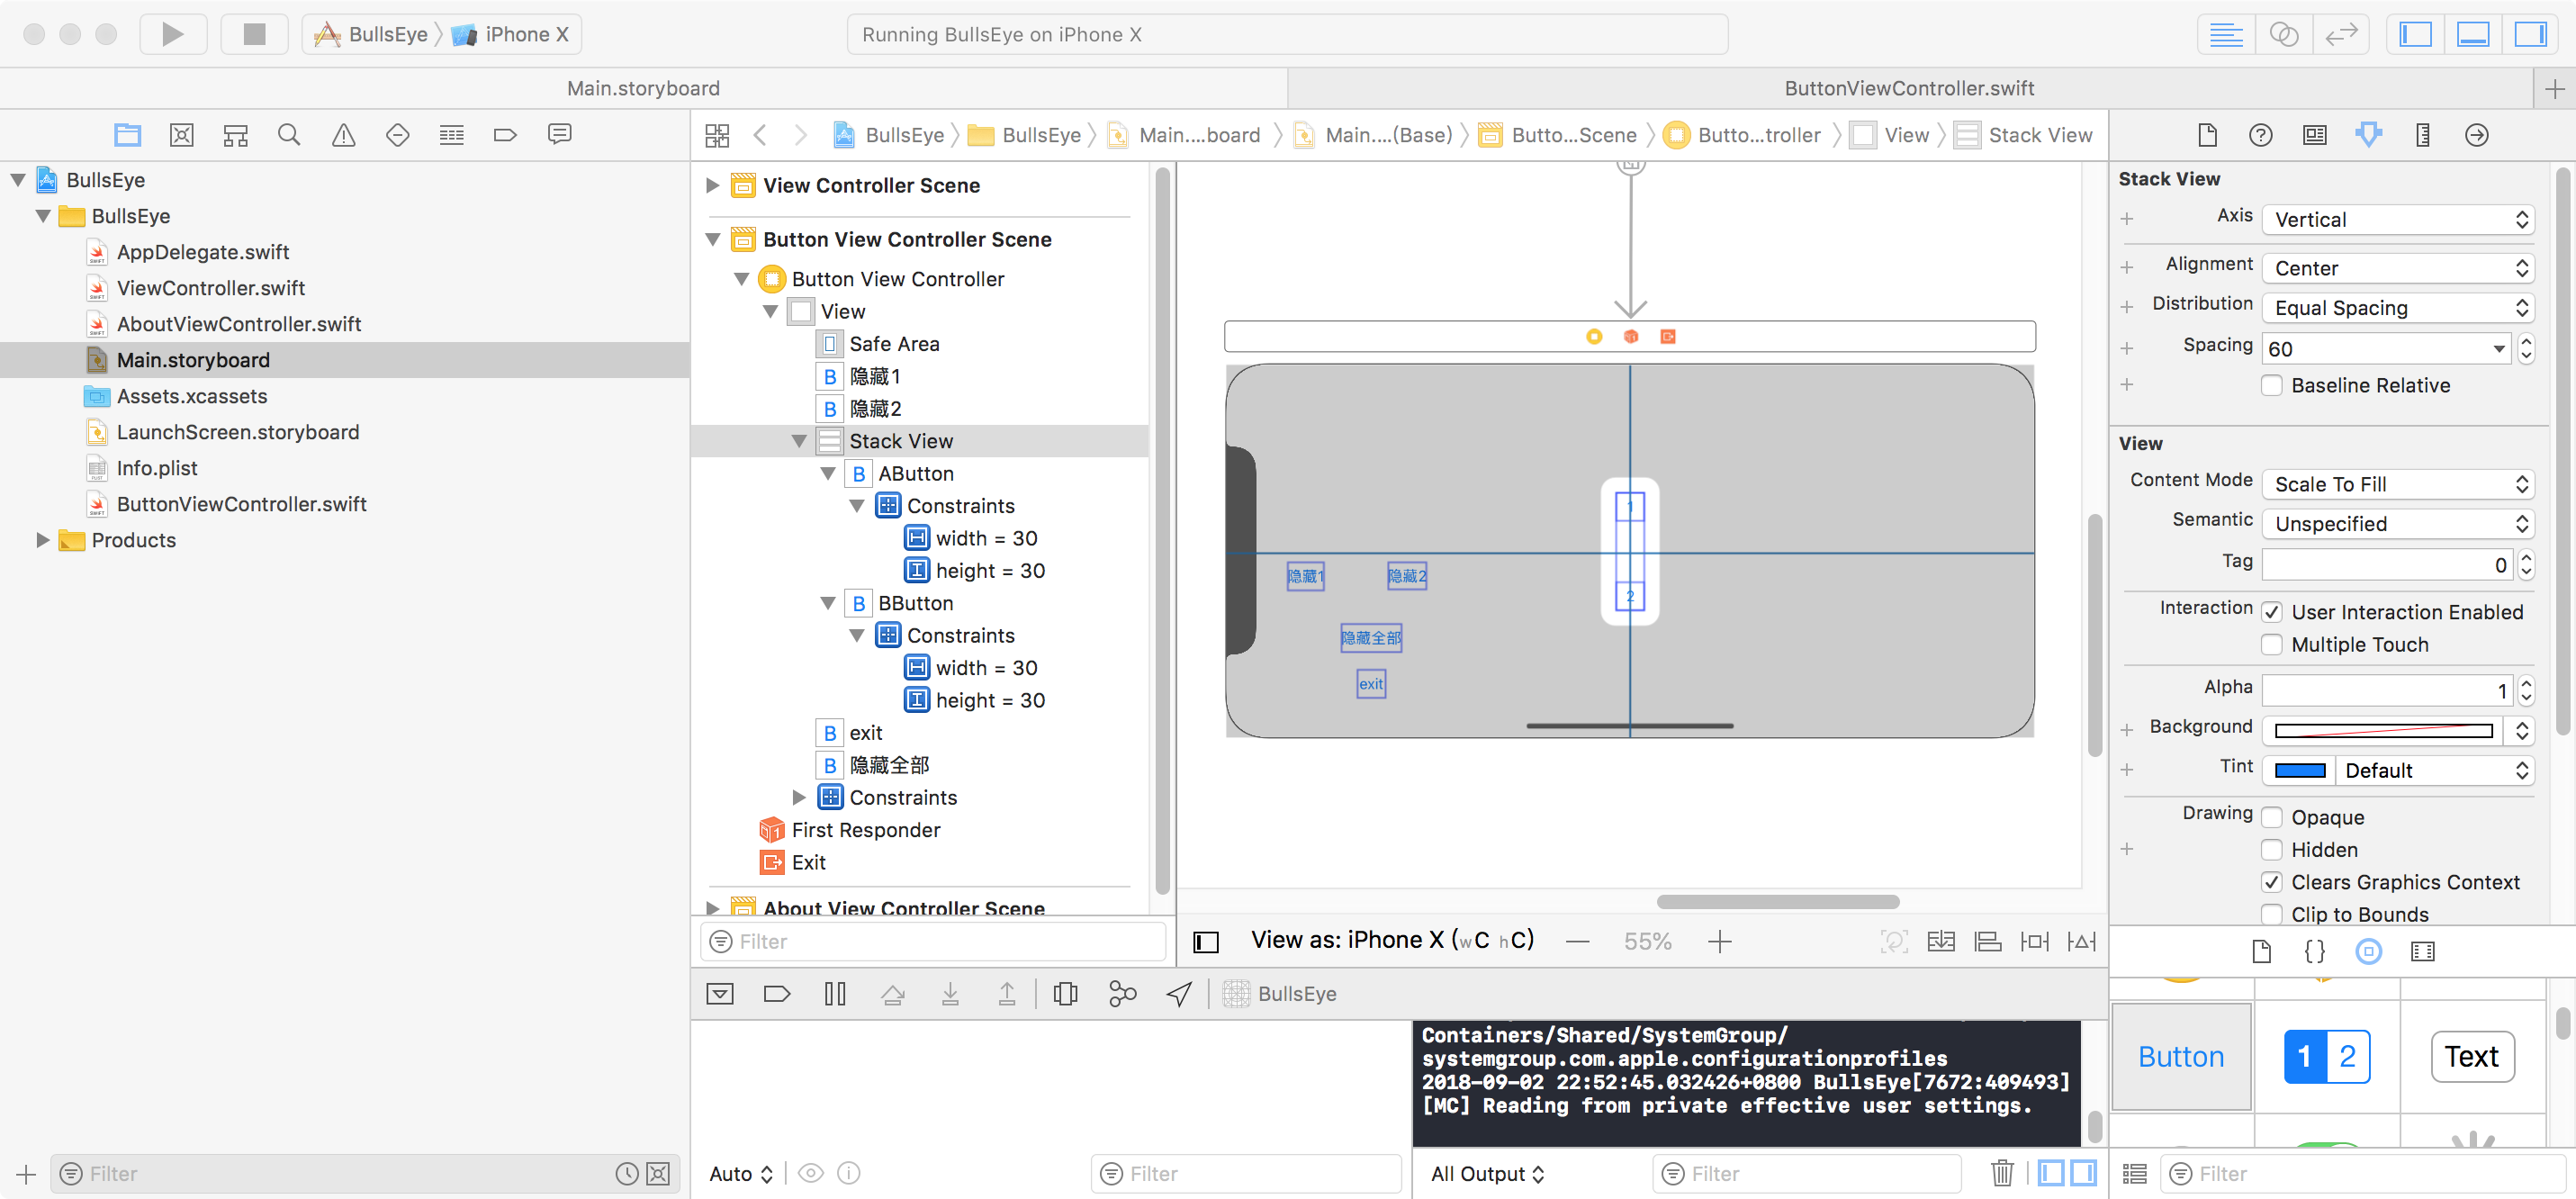 BullsEye
iPhone X
Running BullsEye on iPhone X
Main.storyboard
ButtonViewController.swift
BullsEye
BullsEye
AppDelegate.swift
ViewController.swift
AboutViewController.swift
Main.storyboard
Assets.xcassets
LaunchScreen.storyboard
Info.plist
ButtonViewController.swift
Products
Filter
BullsEye
BullsEye
Main....board
Main....(Base)
Butto...Scene
Butto...troller
View
Stack View
View Controller Scene
Button View Controller Scene
Button View Controller
View
Safe Area
B 隐藏1
B 隐藏2
Stack View
B AButton
Constraints
width = 30
height = 30
B BButton
Constraints
width = 30
height = 30
B exit
B 隐藏全部
Constraints
First Responder
Exit
About View Controller Scene
Filter
1
隐藏1
隐藏2
2
隐藏全部
exit
View as: iPhone X (wC hC)
55%
BullsEye
Containers/Shared/SystemGroup/
systemgroup.com.apple.configurationprofiles
2018-09-02 22:52:45.032426+0800 BullsEye[7672:409493]
[MC] Reading from private effective user settings.
Auto
Filter
All Output
Filter
Stack View
Axis Vertical
Alignment Center
Distribution Equal Spacing
Spacing 60
Baseline Relative
View
Content Mode Scale To Fill
Semantic Unspecified
Tag 0
Interaction User Interaction Enabled
Multiple Touch
Alpha 1
Background
Tint Default
Drawing Opaque
Hidden
Clears Graphics Context
Clip to Bounds
{}
Button
1 2
Text
Filter